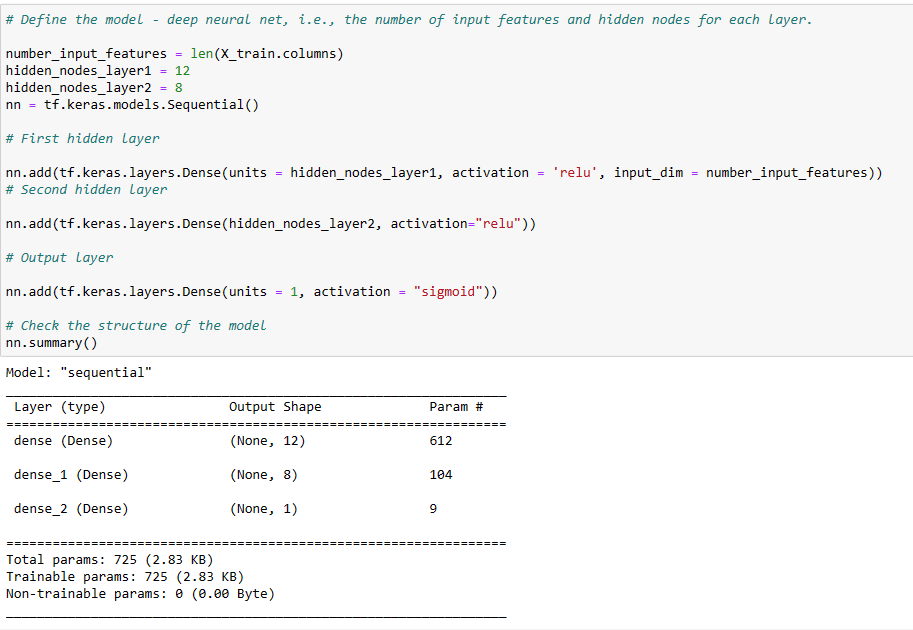 # Define the model - deep neural net, i.e., the number of input features and hidden nodes for each layer.
number_input_features = len(X_train.columns)
hidden_nodes_layer1 = 12
hidden_nodes_layer2 = 8
nn = tf.keras.models.Sequential()
# First hidden layer
nn.add(tf.keras.layers.Dense(units = hidden_nodes_layer1, activation = 'relu', input_dim = number_input_features))
# Second hidden layer
nn.add(tf.keras.layers.Dense(hidden_nodes_layer2, activation="relu"))
# Output layer
nn.add(tf.keras.layers.Dense(units = 1, activation = "sigmoid"))
# Check the structure of the model
nn.summary()
Model: "sequential"
_________________________________________________________________
Layer (type) Output Shape Param #
=================================================================
dense (Dense) (None, 12) 612
dense_1 (Dense) (None, 8) 104
dense_2 (Dense) (None, 1) 9
=================================================================
Total params: 725 (2.83 KB)
Trainable params: 725 (2.83 KB)
Non-trainable params: 0 (0.00 Byte)
_________________________________________________________________